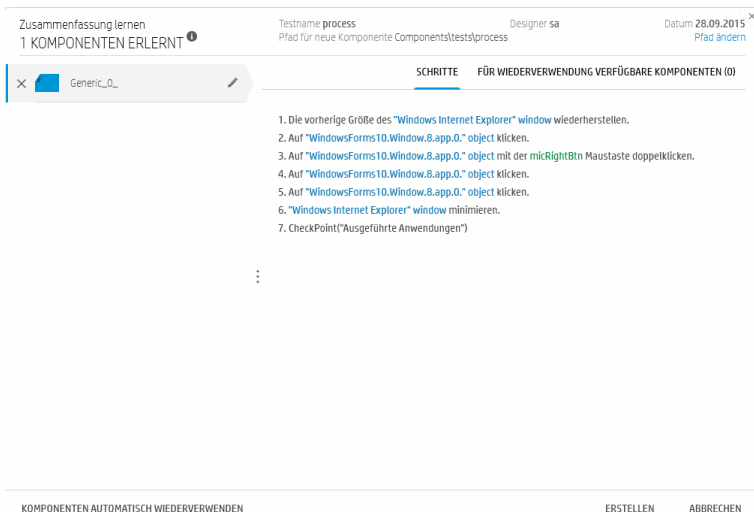 Zusammenfassung lernen
1 KOMPONENTEN ERLERNT
Testname process Designer sa Datum 28.09.2015
Pfad für neue Komponente Components\tests\process Pfad ändern
Generic_0_
SCHRITTE FÜR WIEDERVERWENDUNG VERFÜGBARE KOMPONENTEN (0)
1. Die vorherige Größe des "Windows Internet Explorer" window wiederherstellen.
2. Auf "WindowsForms10.Window.8.app.0." object klicken.
3. Auf "WindowsForms10.Window.8.app.0." object mit der micRightBtn Maustaste doppelklicken.
4. Auf "WindowsForms10.Window.8.app.0." object klicken.
5. Auf "WindowsForms10.Window.8.app.0." object klicken.
6. "Windows Internet Explorer" window minimieren.
7. CheckPoint("Ausgeführte Anwendungen")
KOMPONENTEN AUTOMATISCH WIEDERVERWENDEN ERSTELLEN ABBRECHEN